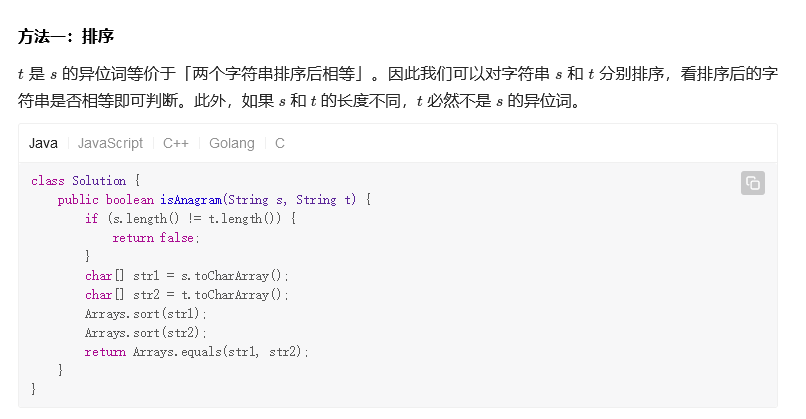 方法一：排序
t 是 s 的异位词等价于「两个字符串排序后相等」。因此我们可以对字符串 s 和 t 分别排序，看排序后的字
符串是否相等即可判断。此外，如果 s 和 t 的长度不同，t 必然不是 s 的异位词。
Java JavaScript C++ Golang C
class Solution {
    public boolean isAnagram(String s, String t) {
        if (s.length() != t.length()) {
            return false;
        }
        char[] str1 = s.toCharArray();
        char[] str2 = t.toCharArray();
        Arrays.sort(str1);
        Arrays.sort(str2);
        return Arrays.equals(str1, str2);
    }
}